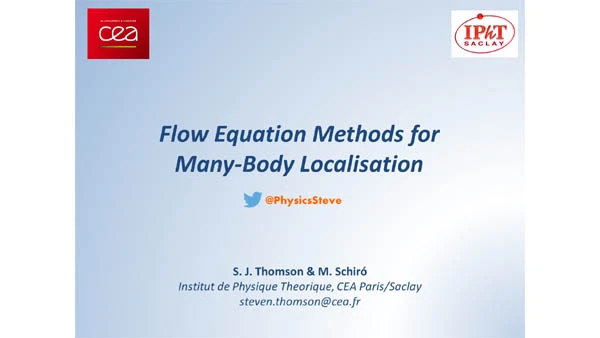 cea
IPhT
SACLAY
Flow Equation Methods for
Many-Body Localisation
@PhysicsSteve
S. J. Thomson & M. Schiró
Institut de Physique Theorique, CEA Paris/Saclay
steven.thomson@cea.fr